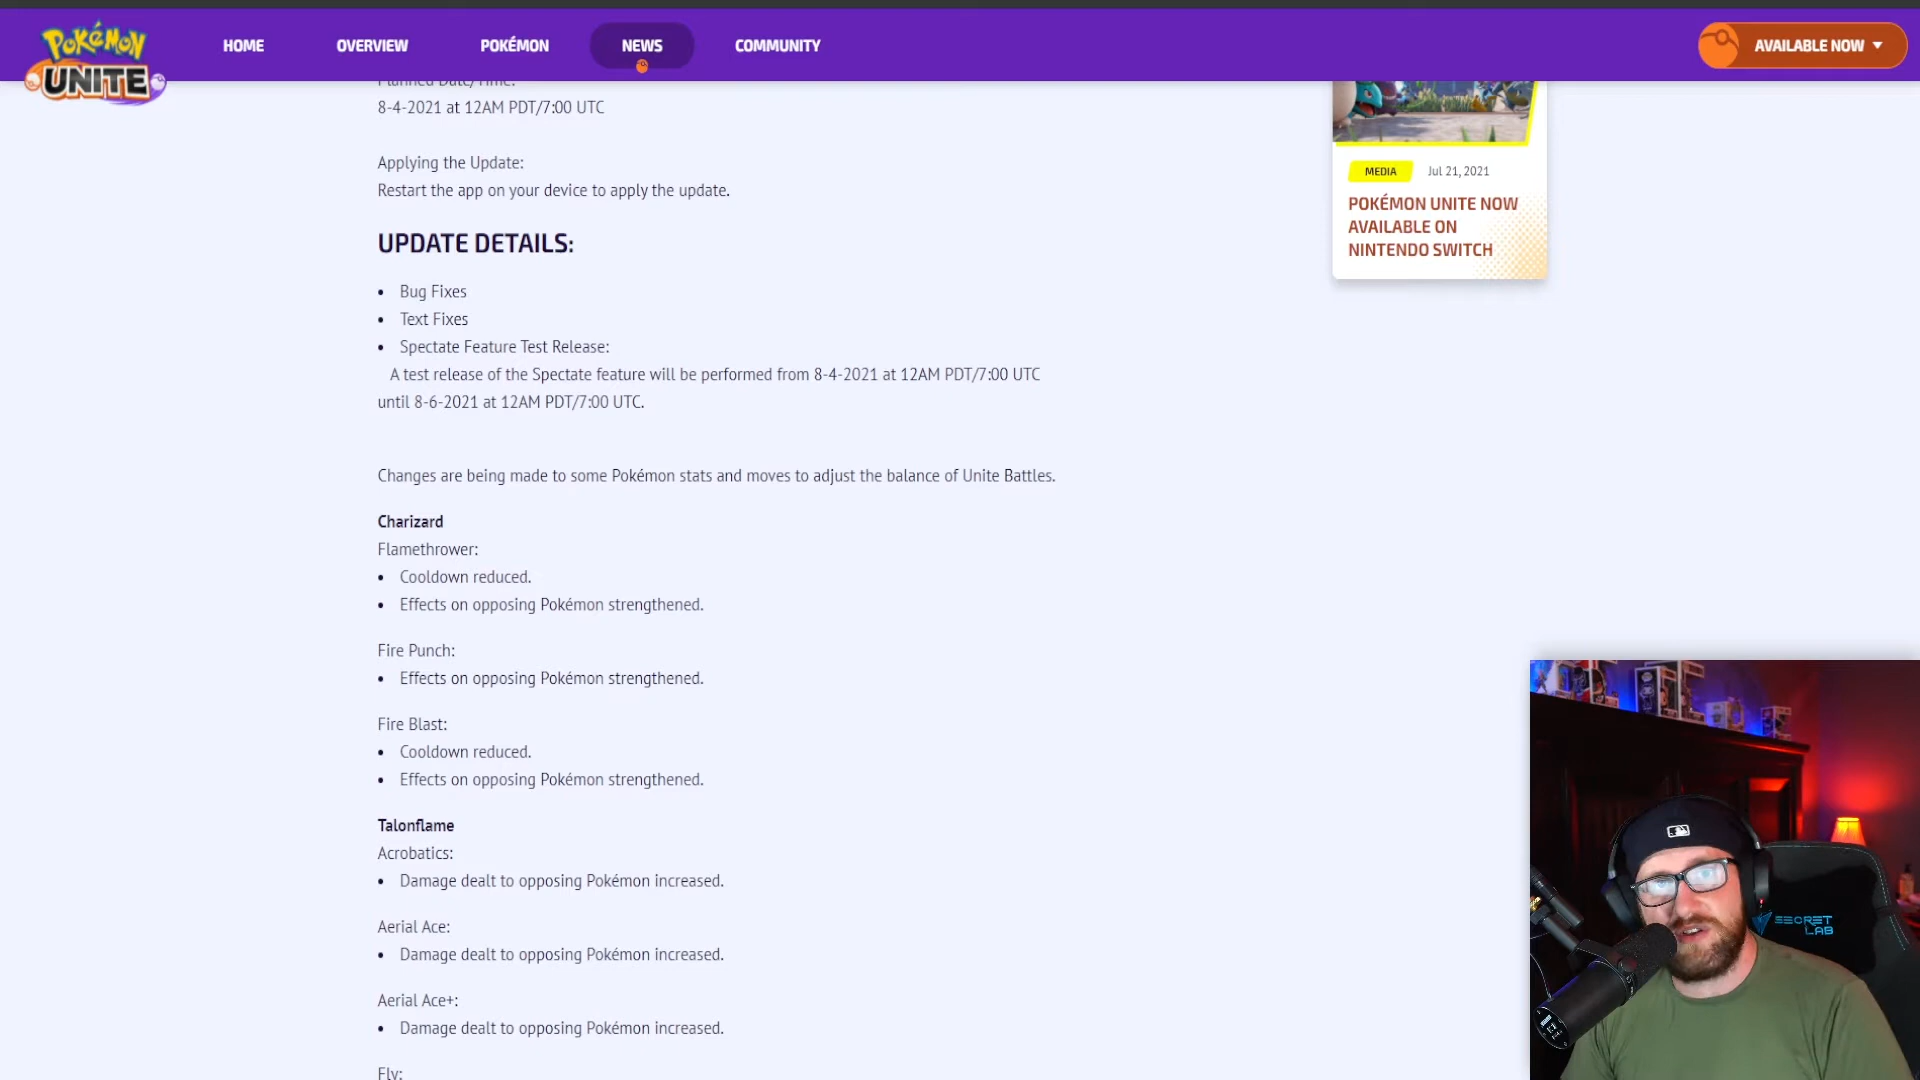 POKÉMON
UNITE
HOME
OVERVIEW
POKÉMON
NEWS
COMMUNITY
AVAILABLE NOW
Planned Date/Time:
8-4-2021 at 12AM PDT/7:00 UTC
Applying the Update:
Restart the app on your device to apply the update.
UPDATE DETAILS:
• Bug Fixes
• Text Fixes
• Spectate Feature Test Release:
A test release of the Spectate feature will be performed from 8-4-2021 at 12AM PDT/7:00 UTC
until 8-6-2021 at 12AM PDT/7:00 UTC.
Changes are being made to some Pokémon stats and moves to adjust the balance of Unite Battles.
Charizard
Flamethrower:
• Cooldown reduced.
• Effects on opposing Pokémon strengthened.
Fire Punch:
• Effects on opposing Pokémon strengthened.
Fire Blast:
• Cooldown reduced.
• Effects on opposing Pokémon strengthened.
Talonflame
Acrobatics:
• Damage dealt to opposing Pokémon increased.
Aerial Ace:
• Damage dealt to opposing Pokémon increased.
Aerial Ace+:
• Damage dealt to opposing Pokémon increased.
Fly:
MEDIA
Jul 21, 2021
POKÉMON UNITE NOW
AVAILABLE ON
NINTENDO SWITCH
SECRET
LAB